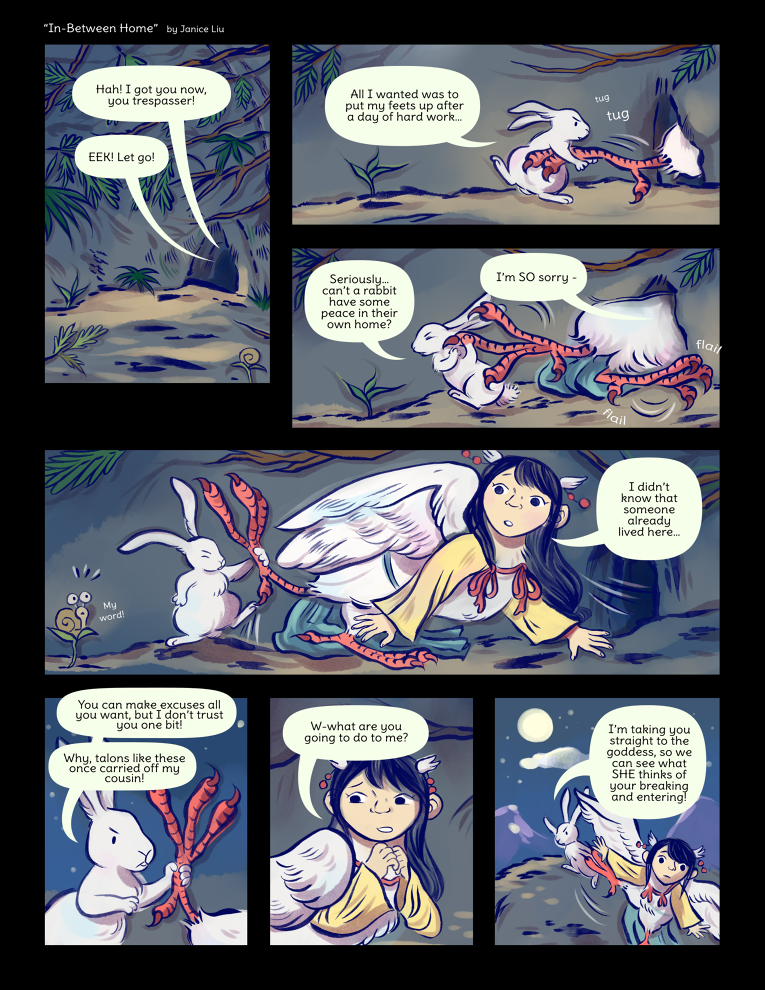 "In-Between Home" by Janice Liu
Hah! I got you now,
you trespasser!
EEK! Let go!
All I wanted was to
put my feets up after
a day of hard work...
tug
tug
Seriously...
can't a rabbit
have some
peace in their
own home?
I'm SO sorry -
flail
flail
I didn't
know that
someone
already
lived here...
My
word!
You can make excuses all
you want, but I don't trust
you one bit!
Why, talons like these
once carried off my
cousin!
W-what are you
going to do to me?
I'm taking you
straight to the
goddess, so we
can see what
SHE thinks of
your breaking
and entering!